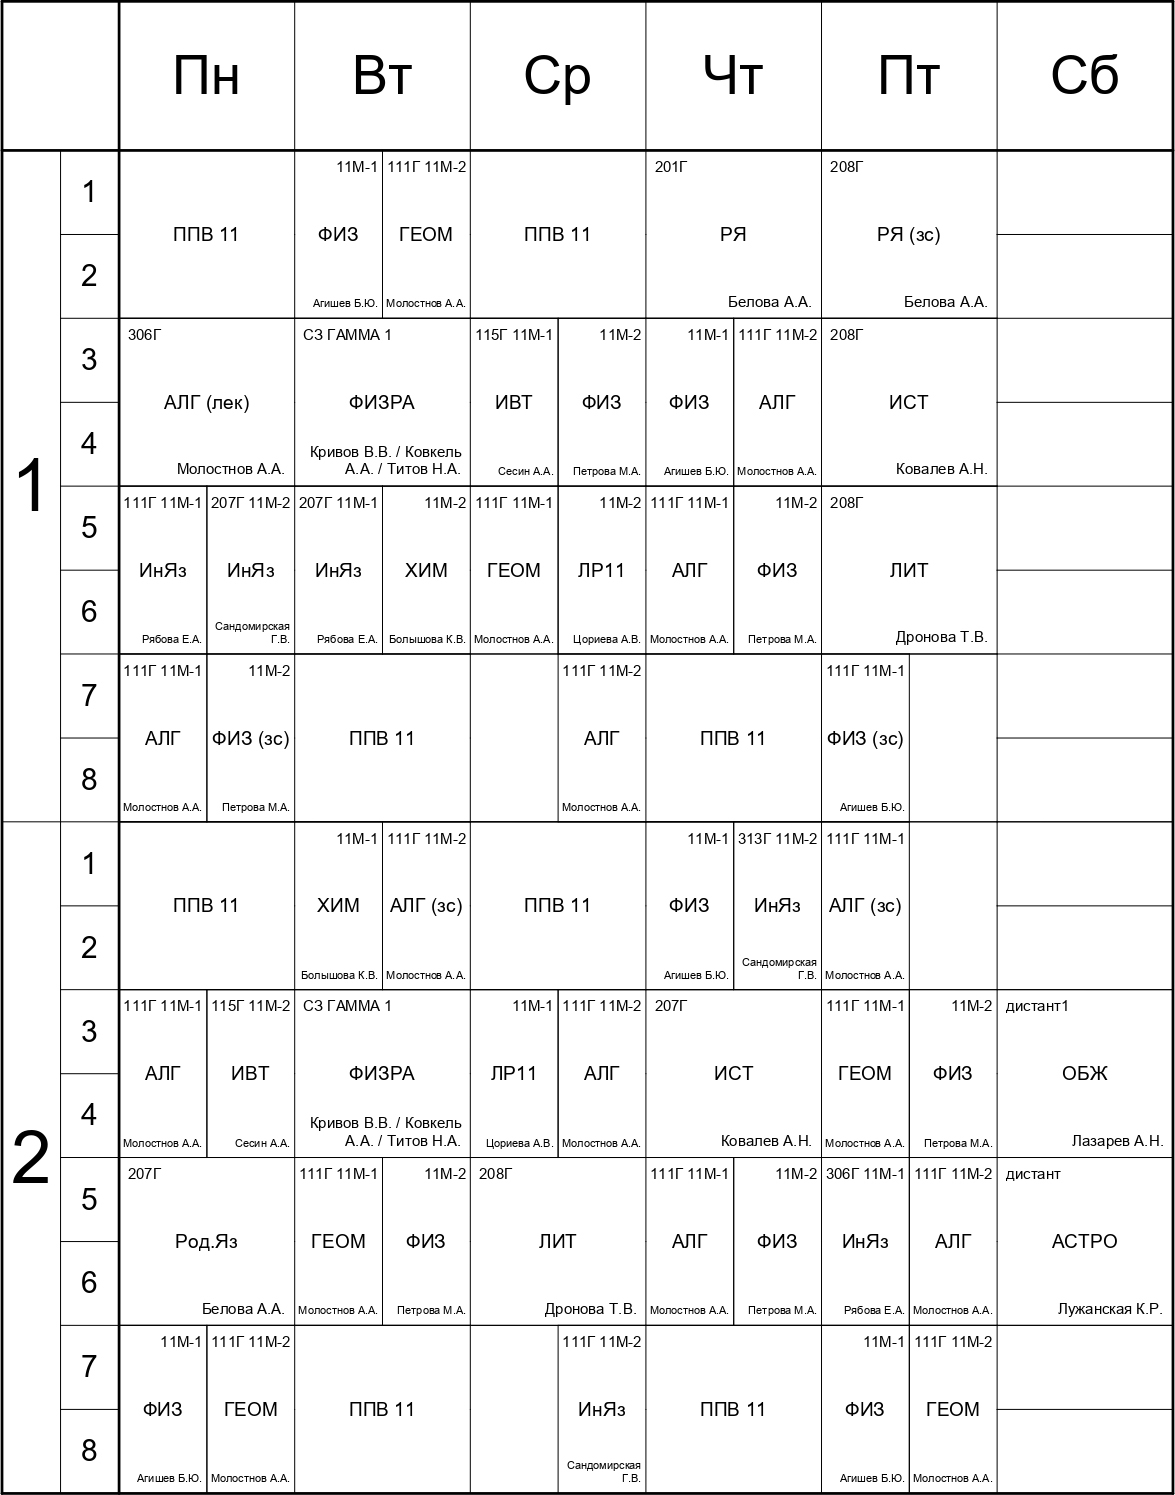 Пн Вт Ср Чт Пт Сб
1
1
2
ППВ 11
11М-1
ФИЗ
Агишев Б.Ю.
111Г 11М-2
ГЕОМ
Молостнов А.А.
ППВ 11
201Г
РЯ
Белова А.А.
208Г
РЯ (зс)
Белова А.А.
3
4
306Г
АЛГ (лек)
Молостнов А.А.
СЗ ГАММА 1
ФИЗРА
Кривов В.В. / Ковкель
А.А. / Титов Н.А.
115Г 11М-1
ИВТ
Сесин А.А.
11М-2
ФИЗ
Петрова М.А.
11М-1
ФИЗ
Агишев Б.Ю.
111Г 11М-2
АЛГ
Молостнов А.А.
208Г
ИСТ
Ковалев А.Н.
5
6
111Г 11М-1
ИнЯз
Рябова Е.А.
207Г 11М-2
ИнЯз
Сандомирская
Г.В.
207Г 11М-1
ИнЯз
Рябова Е.А.
11М-2
ХИМ
Болышова К.В.
111Г 11М-1
ГЕОМ
Молостнов А.А.
11М-2
ЛР11
Цориева А.В.
111Г 11М-1
АЛГ
Молостнов А.А.
11М-2
ФИЗ
Петрова М.А.
208Г
ЛИТ
Дронова Т.В.
7
8
111Г 11М-1
АЛГ
Молостнов А.А.
11М-2
ФИЗ (зс)
Петрова М.А.
ППВ 11
111Г 11М-2
АЛГ
Молостнов А.А.
ППВ 11
111Г 11М-1
ФИЗ (зс)
Агишев Б.Ю.
2
1
2
ППВ 11
11М-1
ХИМ
Болышова К.В.
111Г 11М-2
АЛГ (зс)
Молостнов А.А.
ППВ 11
11М-1
ФИЗ
Агишев Б.Ю.
313Г 11М-2
ИнЯз
Сандомирская
Г.В.
111Г 11М-1
АЛГ (зс)
Молостнов А.А.
3
4
111Г 11М-1
АЛГ
Молостнов А.А.
115Г 11М-2
ИВТ
Сесин А.А.
СЗ ГАММА 1
ФИЗРА
Кривов В.В. / Ковкель
А.А. / Титов Н.А.
11М-1
ЛР11
Цориева А.В.
111Г 11М-2
АЛГ
Молостнов А.А.
207Г
ИСТ
Ковалев А.Н.
111Г 11М-1
ГЕОМ
Молостнов А.А.
11М-2
ФИЗ
Петрова М.А.
дистант1
ОБЖ
Лазарев А.Н.
5
6
207Г
Род.Яз
Белова А.А.
111Г 11М-1
ГЕОМ
Молостнов А.А.
11М-2
ФИЗ
Петрова М.А.
208Г
ЛИТ
Дронова Т.В.
111Г 11М-1
АЛГ
Молостнов А.А.
11М-2
ФИЗ
Петрова М.А.
306Г 11М-1
ИнЯз
Рябова Е.А.
111Г 11М-2
АЛГ
Молостнов А.А.
дистант
АСТРО
Лужанская К.Р.
7
8
11М-1
ФИЗ
Агишев Б.Ю.
111Г 11М-2
ГЕОМ
Молостнов А.А.
ППВ 11
111Г 11М-2
ИнЯз
Сандомирская
Г.В.
ППВ 11
11М-1
ФИЗ
Агишев Б.Ю.
111Г 11М-2
ГЕОМ
Молостнов А.А.